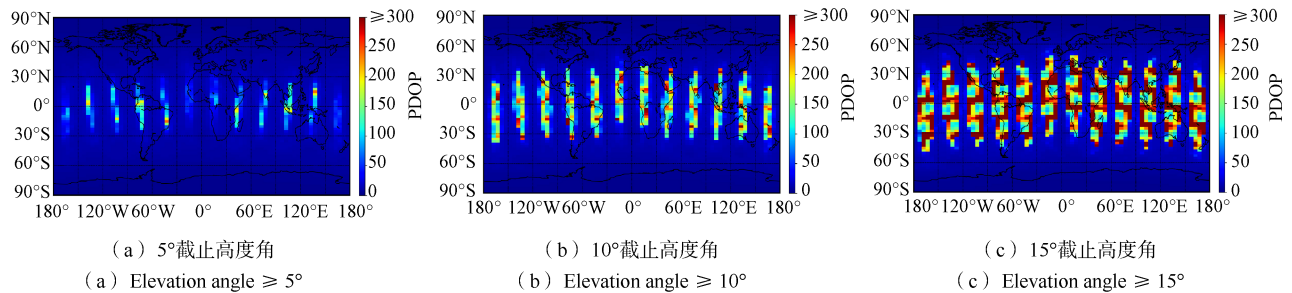 90°N
60°N
30°N
0°
30°S
60°S
90°S
180° 120°W 60°W 0° 60°E 120°E 180°
≥300
250
200
150
100
50
0
PDOP
(a) 5°截止高度角
(a) Elevation angle ≥ 5°
90°N
60°N
30°N
0°
30°S
60°S
90°S
180° 120°W 60°W 0° 60°E 120°E 180°
≥300
250
200
150
100
50
0
PDOP
(b) 10°截止高度角
(b) Elevation angle ≥ 10°
90°N
60°N
30°N
0°
30°S
60°S
90°S
180° 120°W 60°W 0° 60°E 120°E 180°
≥300
250
200
150
100
50
0
PDOP
(c) 15°截止高度角
(c) Elevation angle ≥ 15°